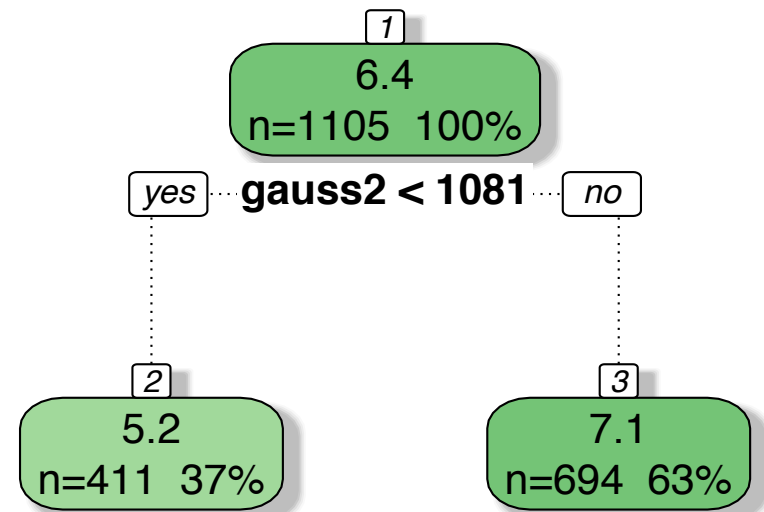 1
6.4
n=1105 100%
yes gauss2 < 1081 no
2
5.2
n=411 37%
3
7.1
n=694 63%